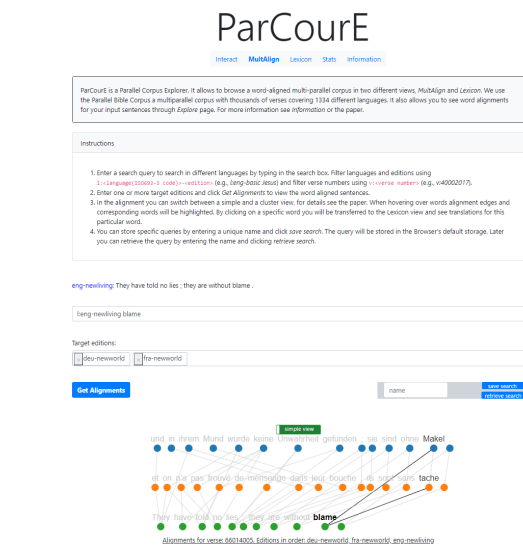 ParCourE
Interact MultAlign Lexicon Stats Information
ParCourE is a Parallel Corpus Explorer. It allows to browse a word-aligned multi-parallel corpus in two different views, MultAlign and Lexicon. We use
the Parallel Bible Corpus a multiparallel corpus with thousands of verses covering 1334 different languages. It also allows you to see word alignments
for your input sentences through Explore page. For more information see Information or the paper.
Instructions
1. Enter a search query to search in different languages by typing in the search box. Filter languages and editions using
l:<language(ISO693-3 code)>-<edition> (e.g., l:eng-basic Jesus) and filter verse numbers using v:<verse number> (e.g., v:40002017).
2. Enter one or more target editions and click Get Alignments to view the word aligned sentences.
3. In the alignment you can switch between a simple and a cluster view, for details see the paper. When hovering over words alignment edges and
corresponding words will be highlighted. By clicking on a specific word you will be transferred to the Lexicon view and see translations for this
particular word.
4. You can store specific queries by entering a unique name and click save search. The query will be stored in the Browser's default storage. Later
you can retrieve the query by entering the name and clicking retrieve search.
eng-newliving: They have told no lies ; they are without blame .
l:eng-newliving blame
Target editions:
deu-newworld fra-newworld
Get Alignments name save search
retrieve search
simple view
und in ihrem Mund wurde keine Unwahrheit gefunden ; sie sind ohne Makel
et on n'a pas trouvé de mensonge dans leur bouche ; ils sont sans tache
They have told no lies ; they are without blame
Alignments for verse: 66014005. Editions in order: deu-newworld, fra-newworld, eng-newliving